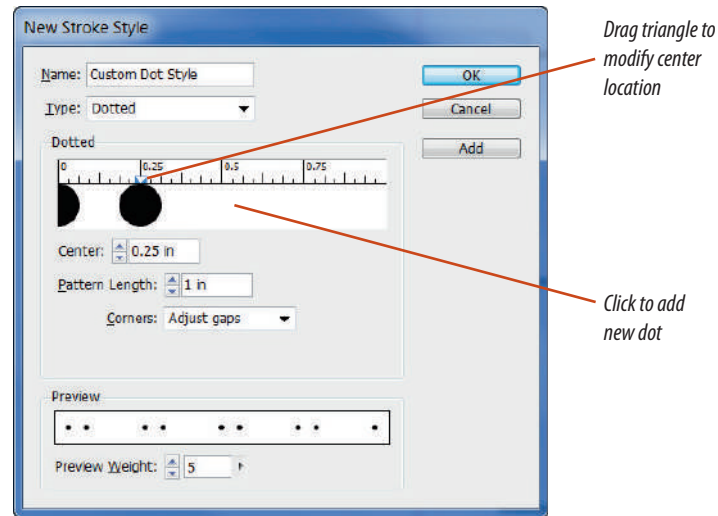 New Stroke Style
Drag triangle to
modify center
location
Name: Custom Dot Style
OK
Type: Dotted
Cancel
Dotted
Add
0 0.25 0.5 0.75
Center: 0.25 in
Pattern Length: 1 in
Corners: Adjust gaps
Click to add
new dot
Preview
Preview Weight: 5